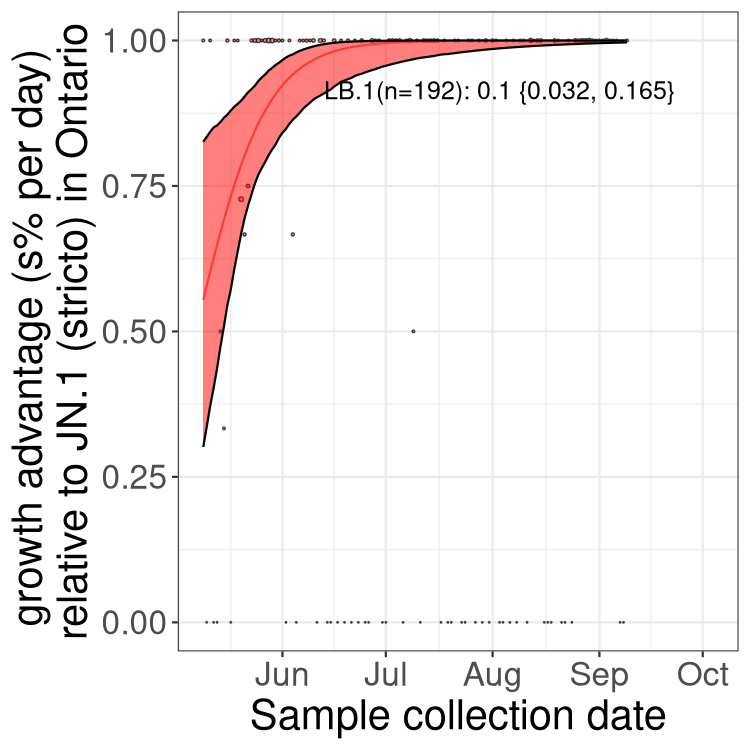 growth advantage (s% per day)
relative to JN.1 (stricto) in Ontario
1.00
0.75
0.50
0.25
0.00
LB.1(n=192): 0.1 {0.032, 0.165}
Jun Jul Aug Sep Oct
Sample collection date